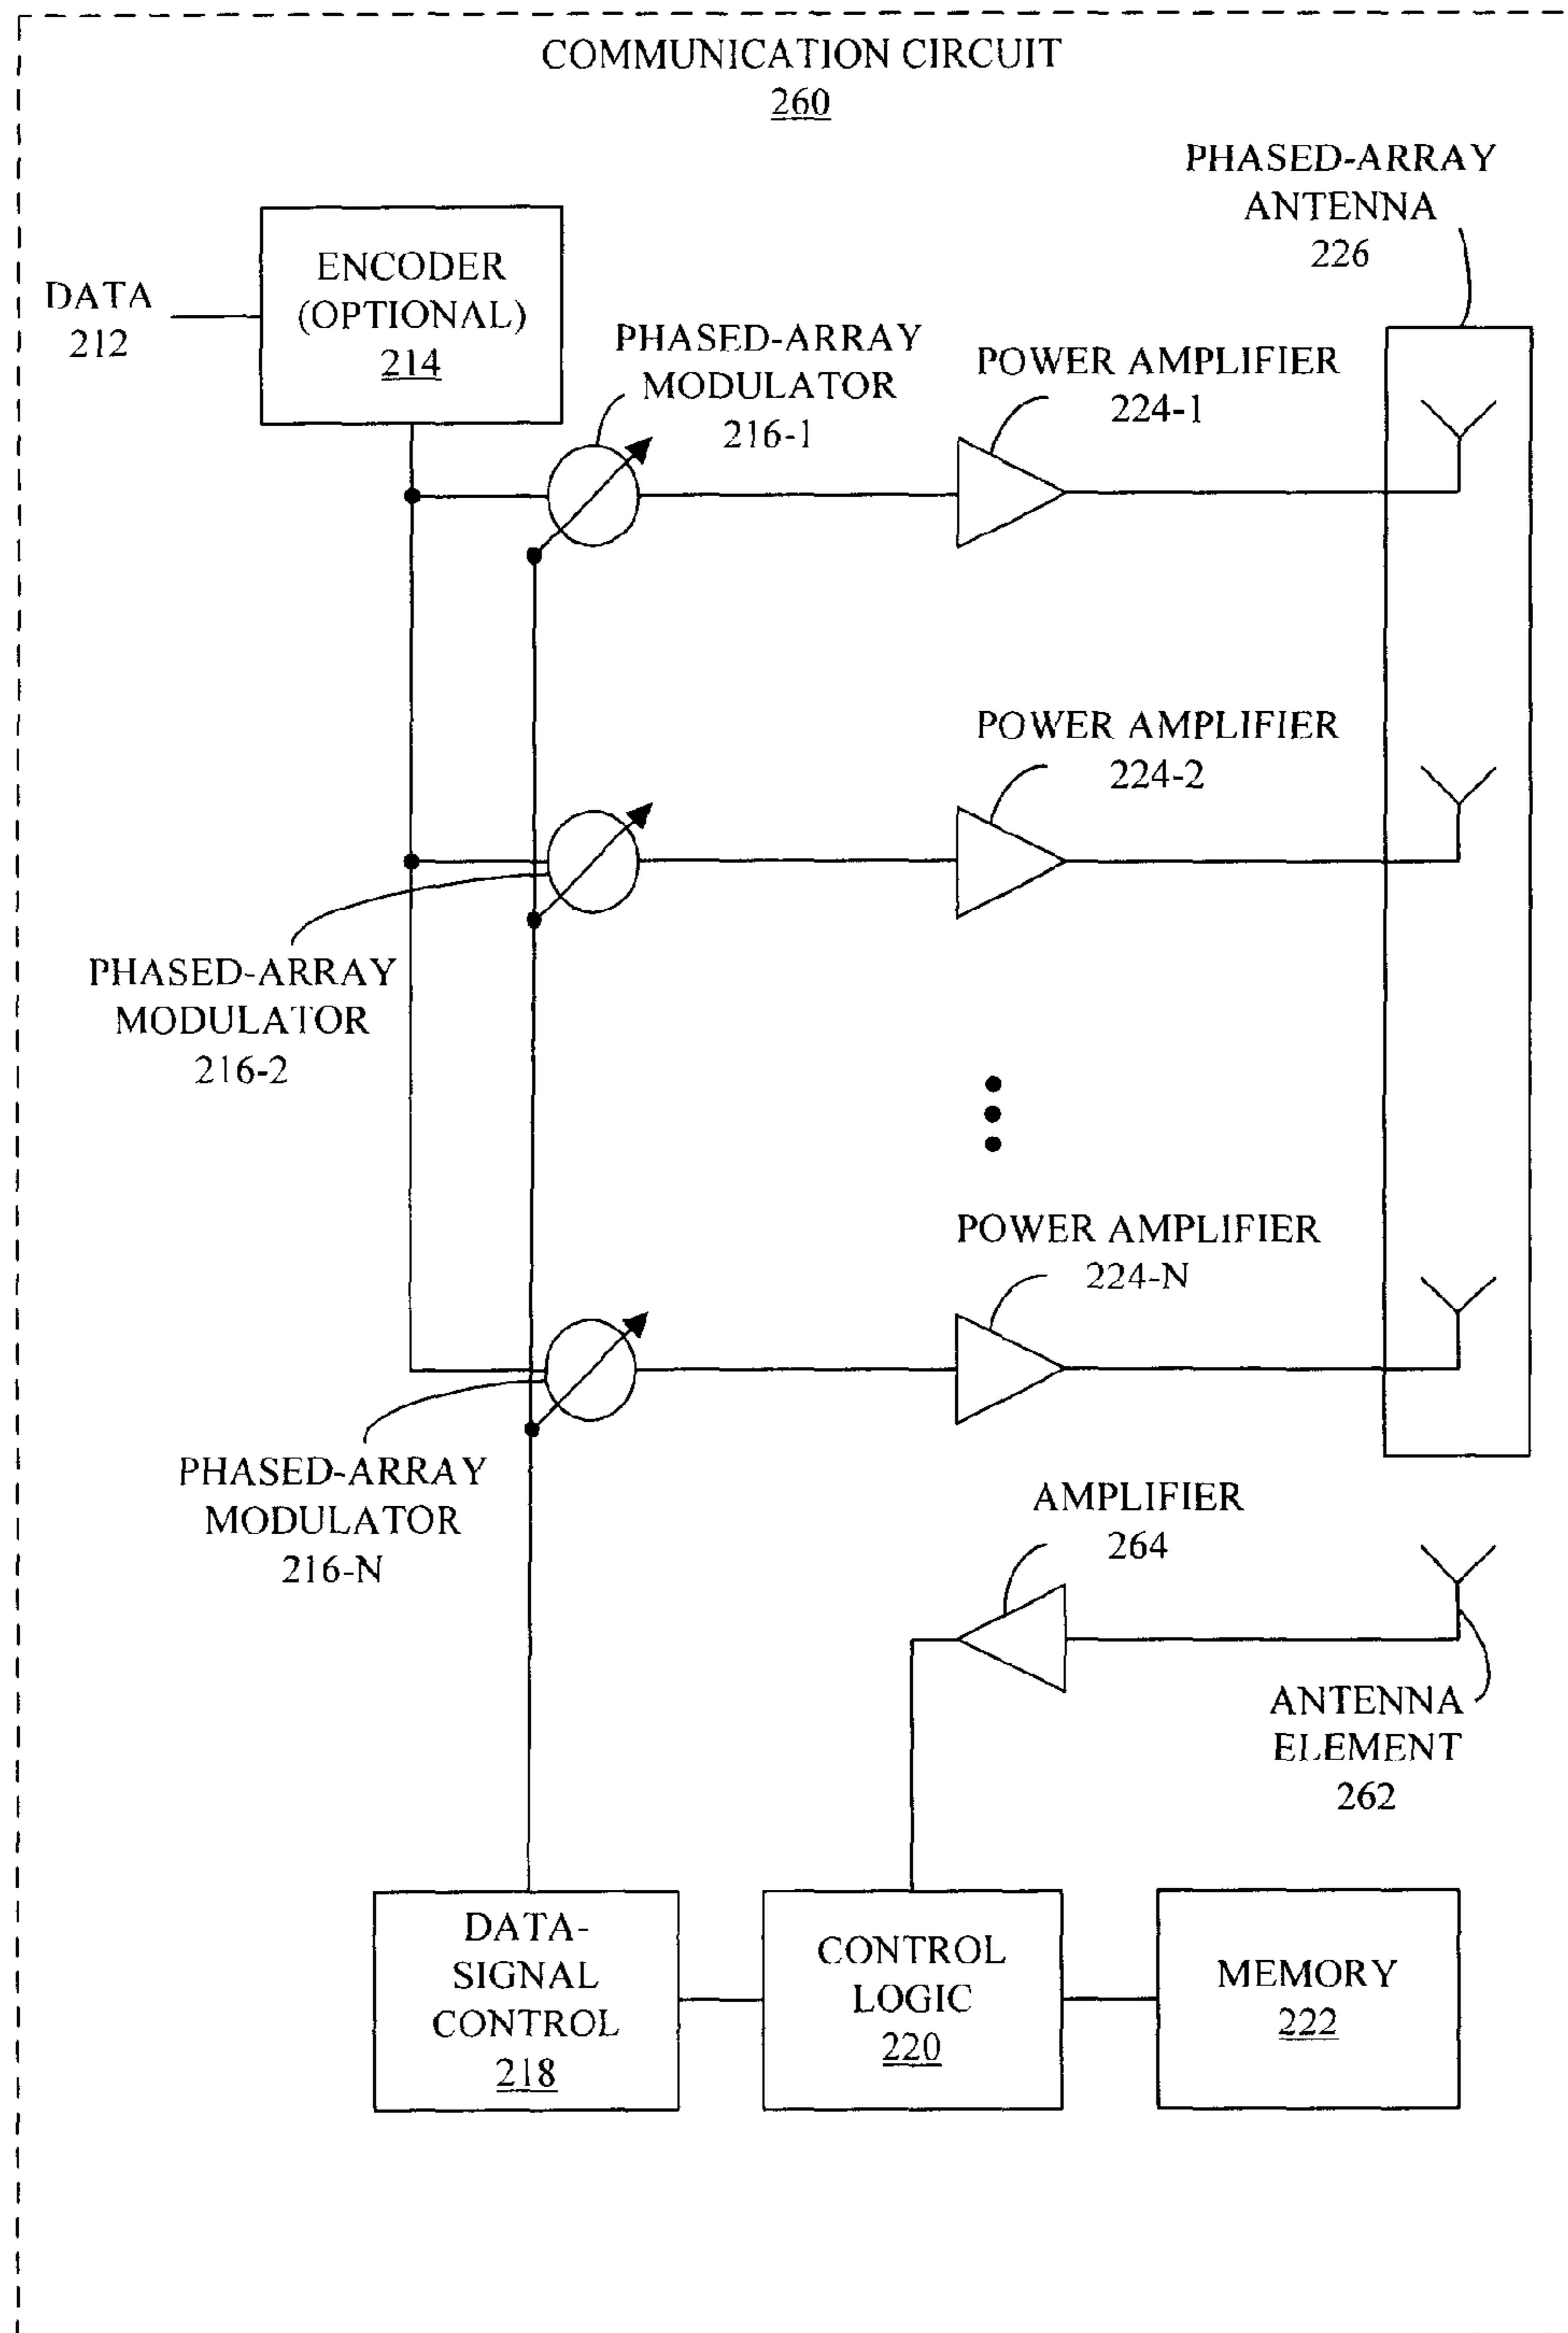 COMMUNICATION CIRCUIT
260
PHASED-ARRAY
ANTENNA
226
ENCODER
(OPTIONAL)
214
DATA
212
PHASED-ARRAY
MODULATOR
216-1
POWER AMPLIFIER
224-1
POWER AMPLIFIER
224-2
PHASED-ARRAY
MODULATOR
216-2
POWER AMPLIFIER
224-N
PHASED-ARRAY
MODULATOR
216-N
AMPLIFIER
264
ANTENNA
ELEMENT
262
DATA-
SIGNAL
CONTROL
218
CONTROL
LOGIC
220
MEMORY
222